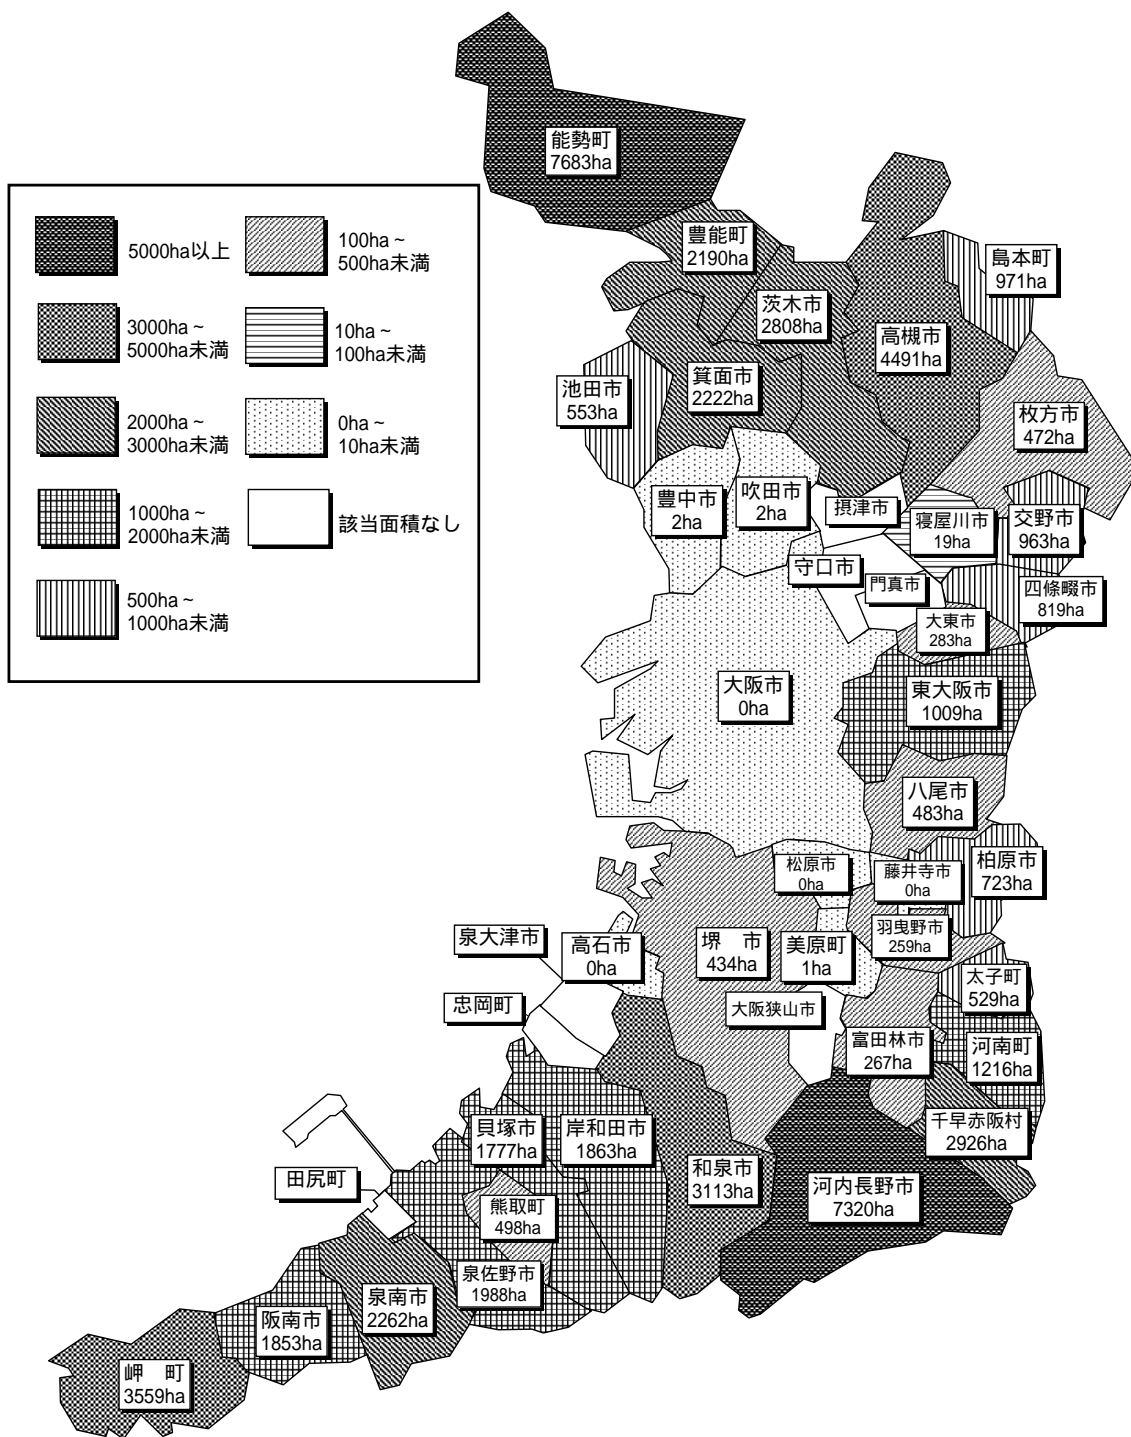 能勢町
7683ha
豊能町
2190ha
島本町
971ha
茨木市
2808ha
高槻市
4491ha
箕面市
2222ha
池田市
553ha
枚方市
472ha
豊中市
2ha
吹田市
2ha
摂津市
寝屋川市
19ha
交野市
963ha
守口市
門真市
四條畷市
819ha
大東市
283ha
大阪市
0ha
東大阪市
1009ha
八尾市
483ha
松原市
0ha
藤井寺市
0ha
柏原市
723ha
羽曳野市
259ha
泉大津市
高石市
0ha
堺　市
434ha
美原町
1ha
太子町
529ha
忠岡町
大阪狭山市
富田林市
267ha
河南町
1216ha
貝塚市
1777ha
岸和田市
1863ha
千早赤阪村
2926ha
和泉市
3113ha
河内長野市
7320ha
田尻町
熊取町
498ha
泉佐野市
1988ha
泉南市
2262ha
阪南市
1853ha
岬　町
3559ha
5000ha以上
3000ha～
5000ha未満
2000ha～
3000ha未満
1000ha～
2000ha未満
500ha～
1000ha未満
100ha～
500ha未満
10ha～
100ha未満
0ha～
10ha未満
該当面積なし